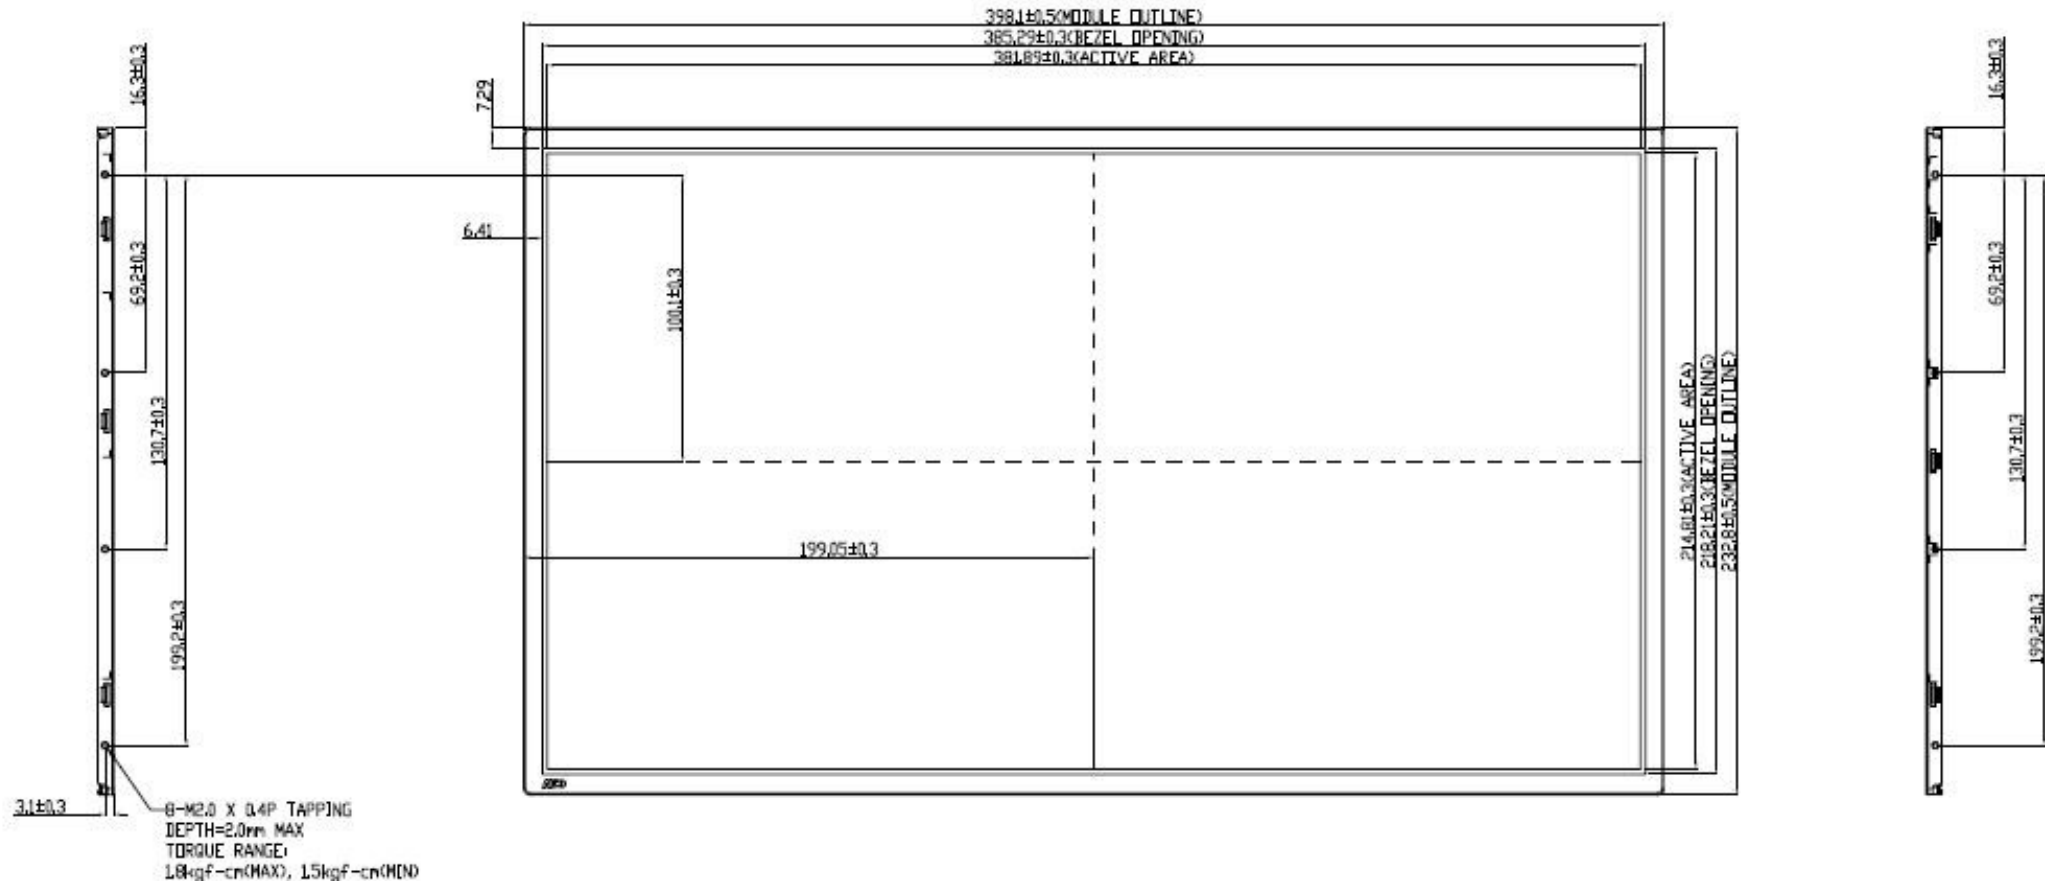 398.1±0.5(MODULE OUTLINE)
385.29±0.3(BEZEL OPENING)
381.89±0.3(ACTIVE AREA)
16.3±0.3
7.29
16.3±0.3
6.41
69.2±0.3
100.1±0.3
69.2±0.3
130.7±0.3
214.81±0.3(ACTIVE AREA)
218.21±0.3(BEZEL OPENING)
232.8±0.5(MODULE OUTLINE)
130.7±0.3
199.05±0.3
199.2±0.3
199.2±0.3
3.1±0.3
8-M2.0 X 0.4P TAPPING
DEPTH=2.0mm MAX
TORQUE RANGE:
1.8kgf-cm(MAX), 1.5kgf-cm(MIN)